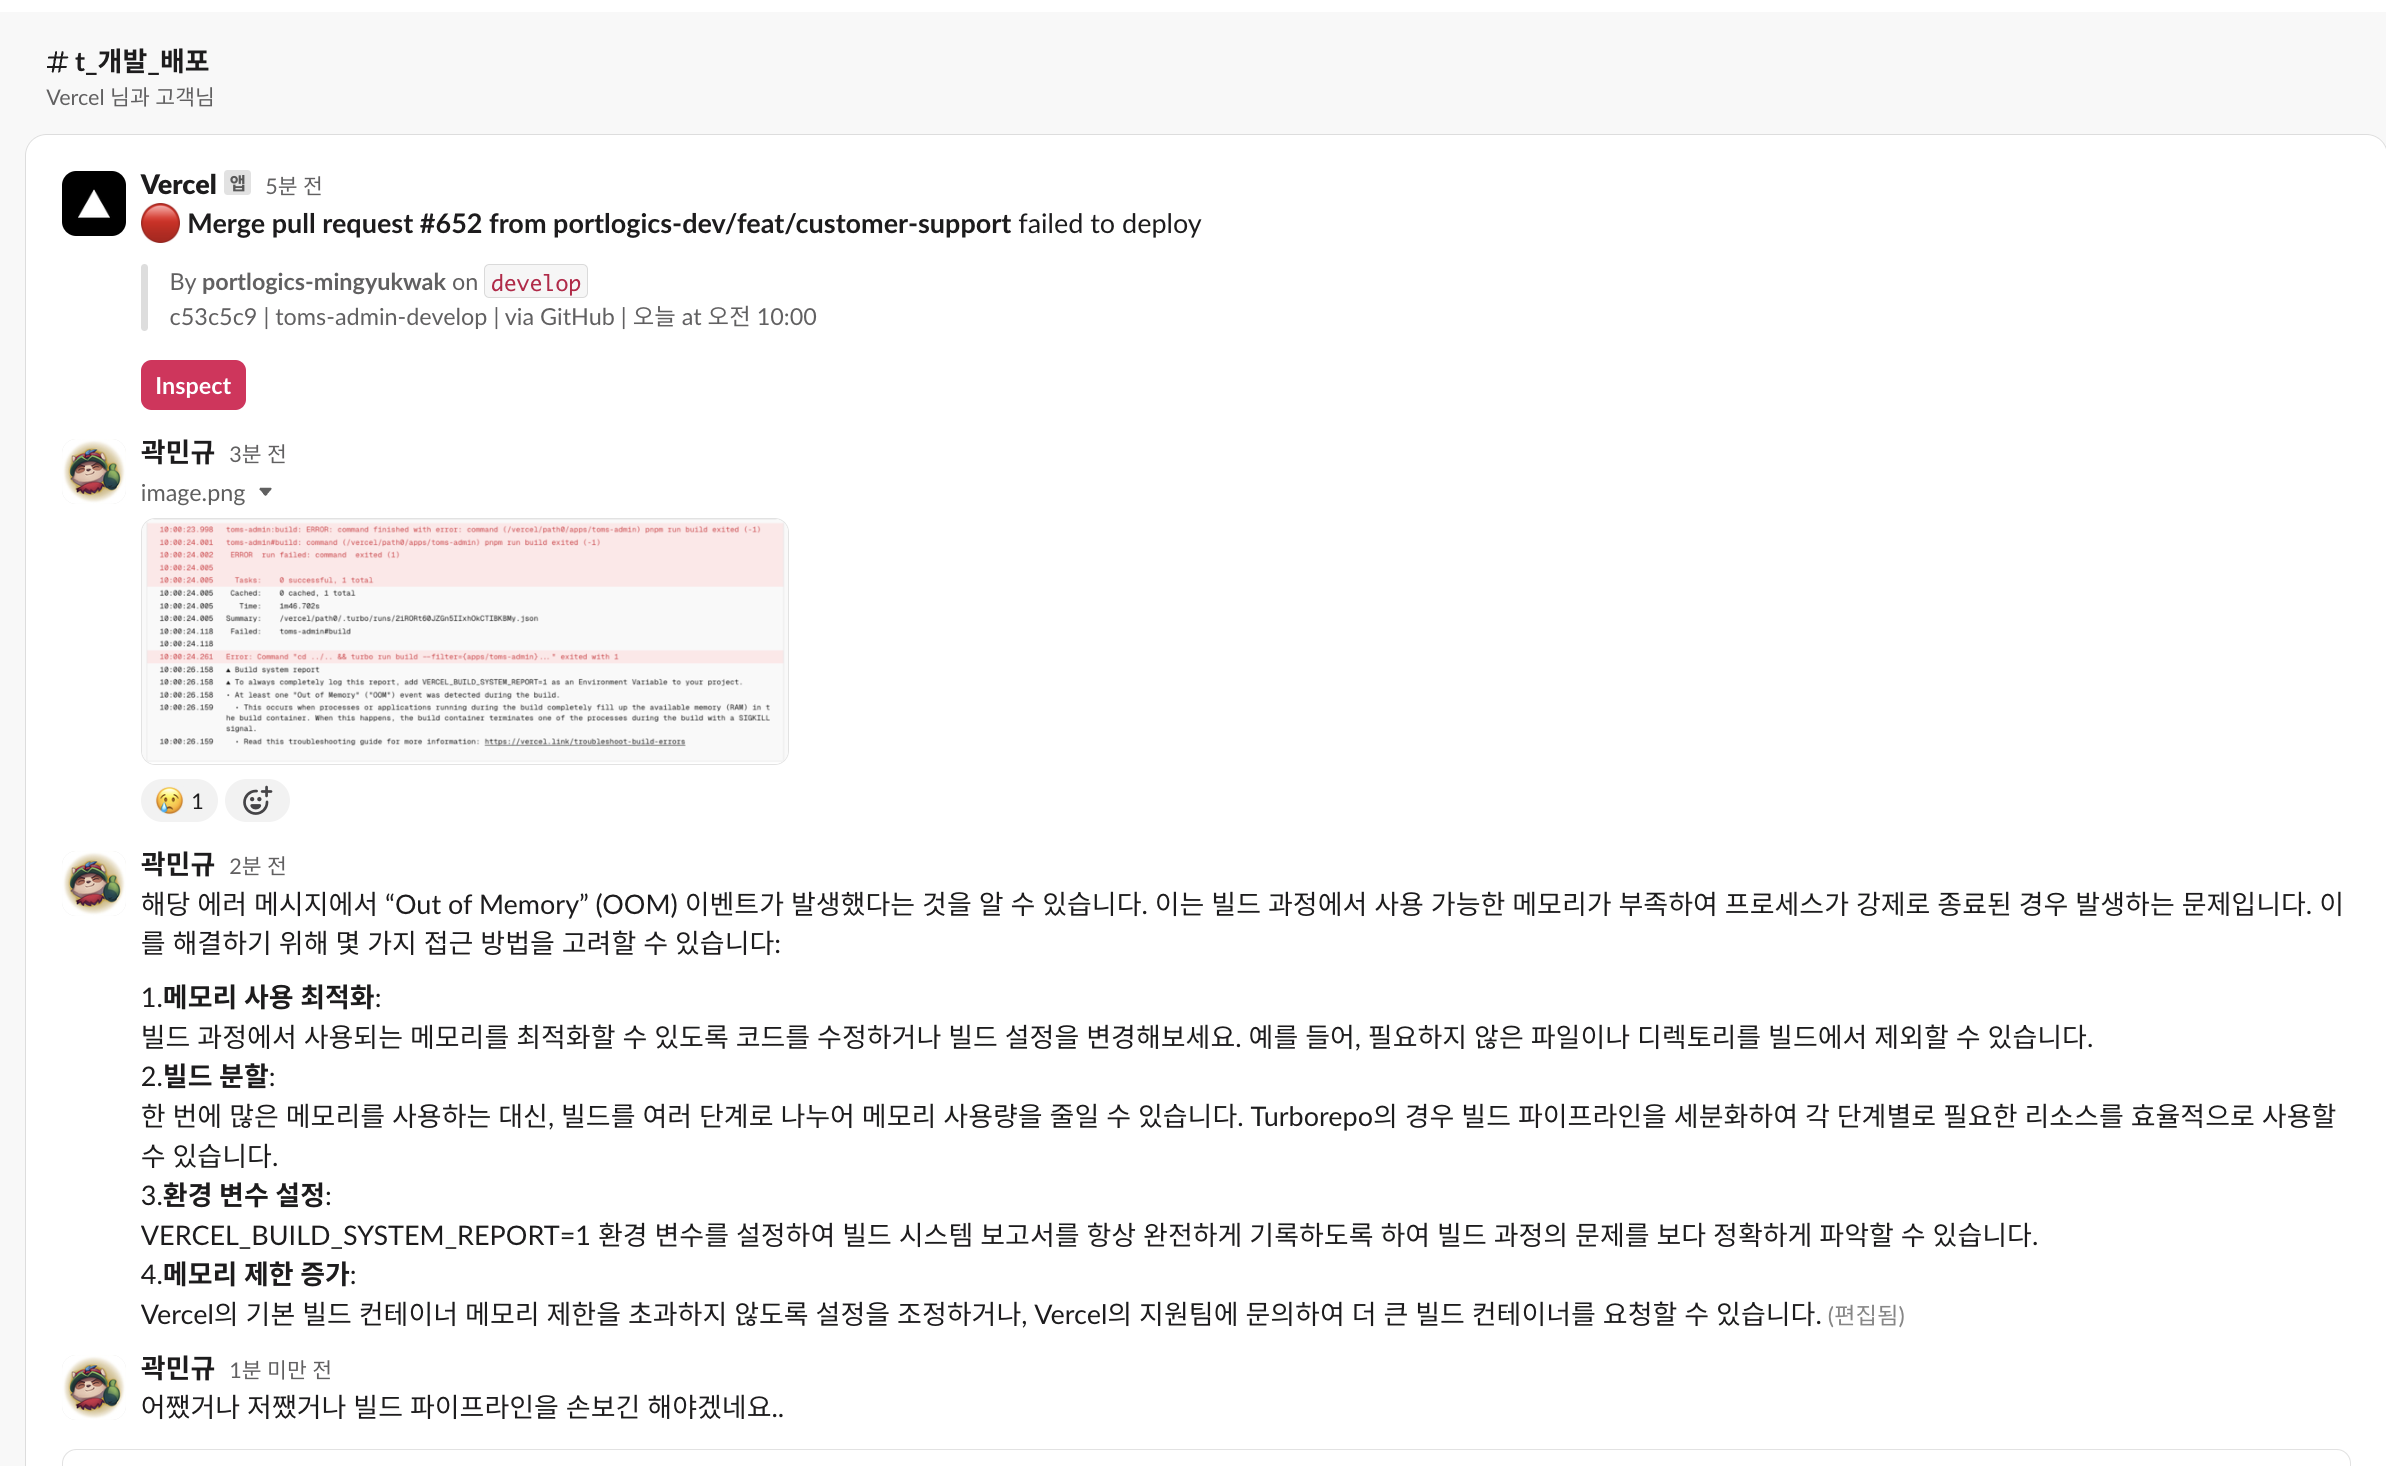 # t_개발_배포
Vercel 님과 고객님
Vercel 앱 5분 전
Merge pull request #652 from portlogics-dev/feat/customer-support failed to deploy
By portlogics-mingyukwak on develop
c53c5c9 | toms-admin-develop | via GitHub | 오늘 at 오전 10:00
Inspect
곽민규 3분 전
image.png
10:00:23.998 toms-admin:build: ERROR: command finished with error: command (/vercel/path0/apps/toms-admin) pnpm run build exited (-1)
10:00:24.001 toms-admin#build: command (/vercel/path0/apps/toms-admin) pnpm run build exited (-1)
10:00:24.002 ERROR run failed: command exited (1)
10:00:24.005
10:00:24.005 Tasks: 0 successful, 1 total
10:00:24.005 Cached: 0 cached, 1 total
10:00:24.005 Time: 1m46.702s
10:00:24.005 Summary: /vercel/path0/.turbo/runs/2iRORt60JZGn5IIxhOkCTIBKBMy.json
10:00:24.118 Failed: toms-admin#build
10:00:24.118
10:00:24.261 Error: Command "cd ../.. && turbo run build --filter={apps/toms-admin}..." exited with 1
10:00:26.158 ▲ Build system report
10:00:26.158 ▲ To always completely log this report, add VERCEL_BUILD_SYSTEM_REPORT=1 as an Environment Variable to your project.
10:00:26.158 • At least one "Out of Memory" ("OOM") event was detected during the build.
10:00:26.159 • This occurs when processes or applications running during the build completely fill up the available memory (RAM) in t
he build container. When this happens, the build container terminates one of the processes during the build with a SIGKILL
signal.
10:00:26.159 • Read this troubleshooting guide for more information: https://vercel.link/troubleshoot-build-errors
1
곽민규 2분 전
해당 에러 메시지에서 “Out of Memory” (OOM) 이벤트가 발생했다는 것을 알 수 있습니다. 이는 빌드 과정에서 사용 가능한 메모리가 부족하여 프로세스가 강제로 종료된 경우 발생하는 문제입니다. 이
를 해결하기 위해 몇 가지 접근 방법을 고려할 수 있습니다:
1.메모리 사용 최적화:
빌드 과정에서 사용되는 메모리를 최적화할 수 있도록 코드를 수정하거나 빌드 설정을 변경해보세요. 예를 들어, 필요하지 않은 파일이나 디렉토리를 빌드에서 제외할 수 있습니다.
2.빌드 분할:
한 번에 많은 메모리를 사용하는 대신, 빌드를 여러 단계로 나누어 메모리 사용량을 줄일 수 있습니다. Turborepo의 경우 빌드 파이프라인을 세분화하여 각 단계별로 필요한 리소스를 효율적으로 사용할
수 있습니다.
3.환경 변수 설정:
VERCEL_BUILD_SYSTEM_REPORT=1 환경 변수를 설정하여 빌드 시스템 보고서를 항상 완전하게 기록하도록 하여 빌드 과정의 문제를 보다 정확하게 파악할 수 있습니다.
4.메모리 제한 증가:
Vercel의 기본 빌드 컨테이너 메모리 제한을 초과하지 않도록 설정을 조정하거나, Vercel의 지원팀에 문의하여 더 큰 빌드 컨테이너를 요청할 수 있습니다. (편집됨)
곽민규 1분 미만 전
어쨌거나 저쨌거나 빌드 파이프라인을 손보긴 해야겠네요..